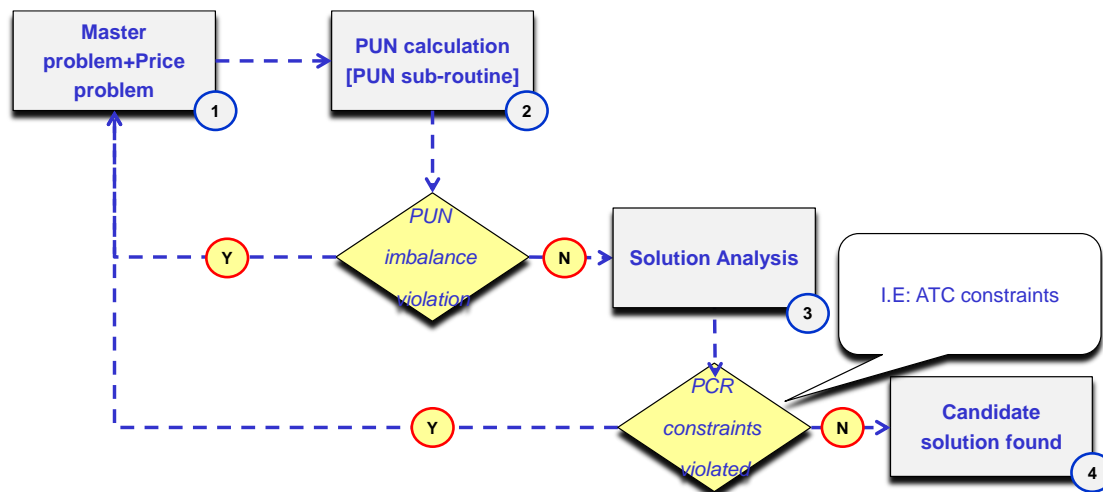 Master
problem+Price
problem
1
PUN calculation
[PUN sub-routine]
2
PUN
imbalance
violation
Y
N
Solution Analysis
3
I.E: ATC constraints
PCR
constraints
violated
Y
N
Candidate
solution found
4